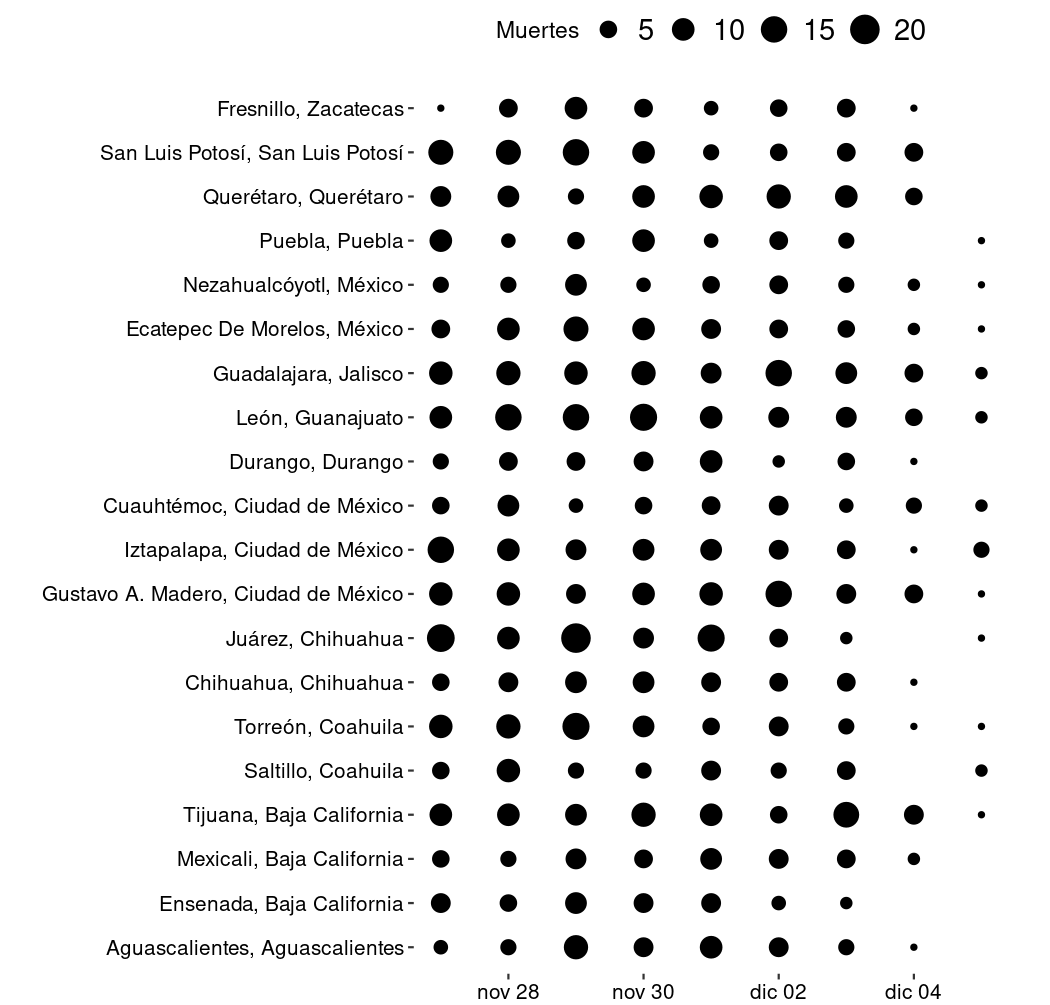 Muertes 5 10 15 20
Fresnillo, Zacatecas
San Luis Potosí, San Luis Potosí
Querétaro, Querétaro
Puebla, Puebla
Nezahualcóyotl, México
Ecatepec De Morelos, México
Guadalajara, Jalisco
León, Guanajuato
Durango, Durango
Cuauhtémoc, Ciudad de México
Iztapalapa, Ciudad de México
Gustavo A. Madero, Ciudad de México
Juárez, Chihuahua
Chihuahua, Chihuahua
Torreón, Coahuila
Saltillo, Coahuila
Tijuana, Baja California
Mexicali, Baja California
Ensenada, Baja California
Aguascalientes, Aguascalientes
nov 28 nov 30 dic 02 dic 04